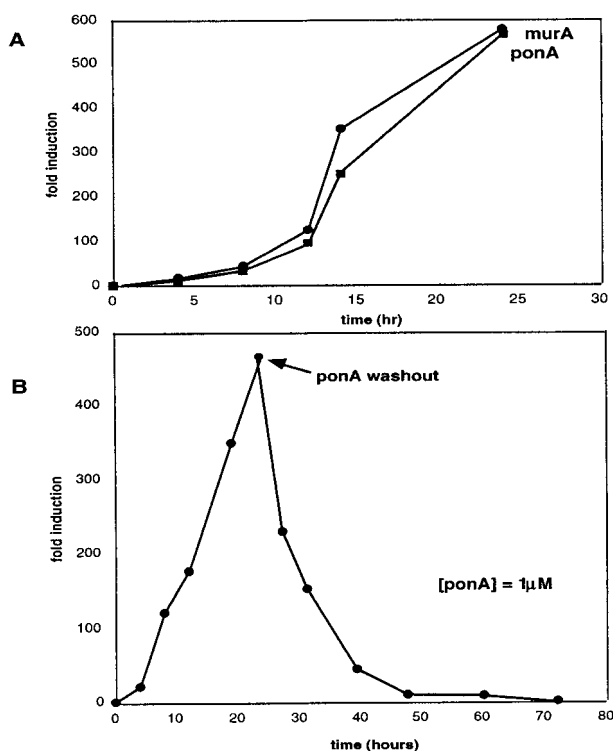 A
600
500
400
300
200
100
0
fold induction
murA
ponA
0 5 10 15 20 25 30
time (hr)
B
500
400
300
200
100
0
fold induction
ponA washout
[ponA] = 1µM
0 10 20 30 40 50 60 70 80
time (hours)